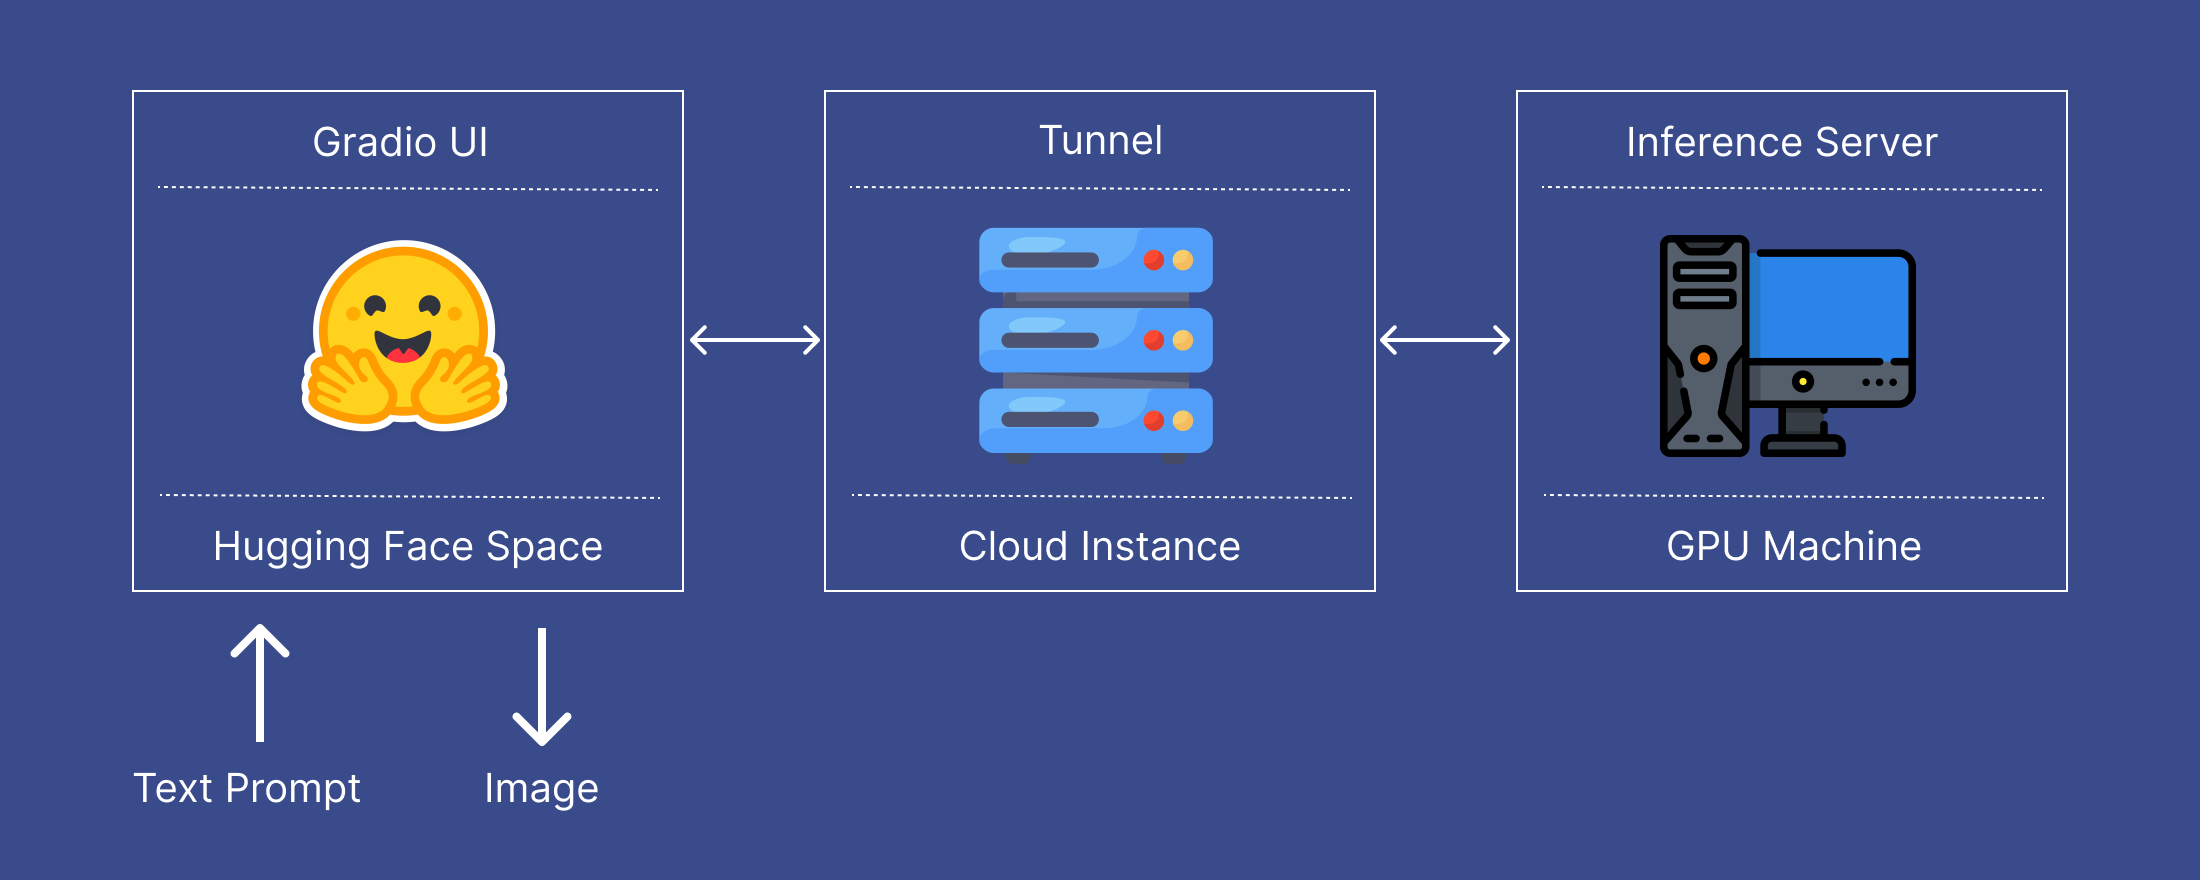 Gradio UI
Hugging Face Space
Tunnel
Cloud Instance
Inference Server
GPU Machine
Text Prompt
Image